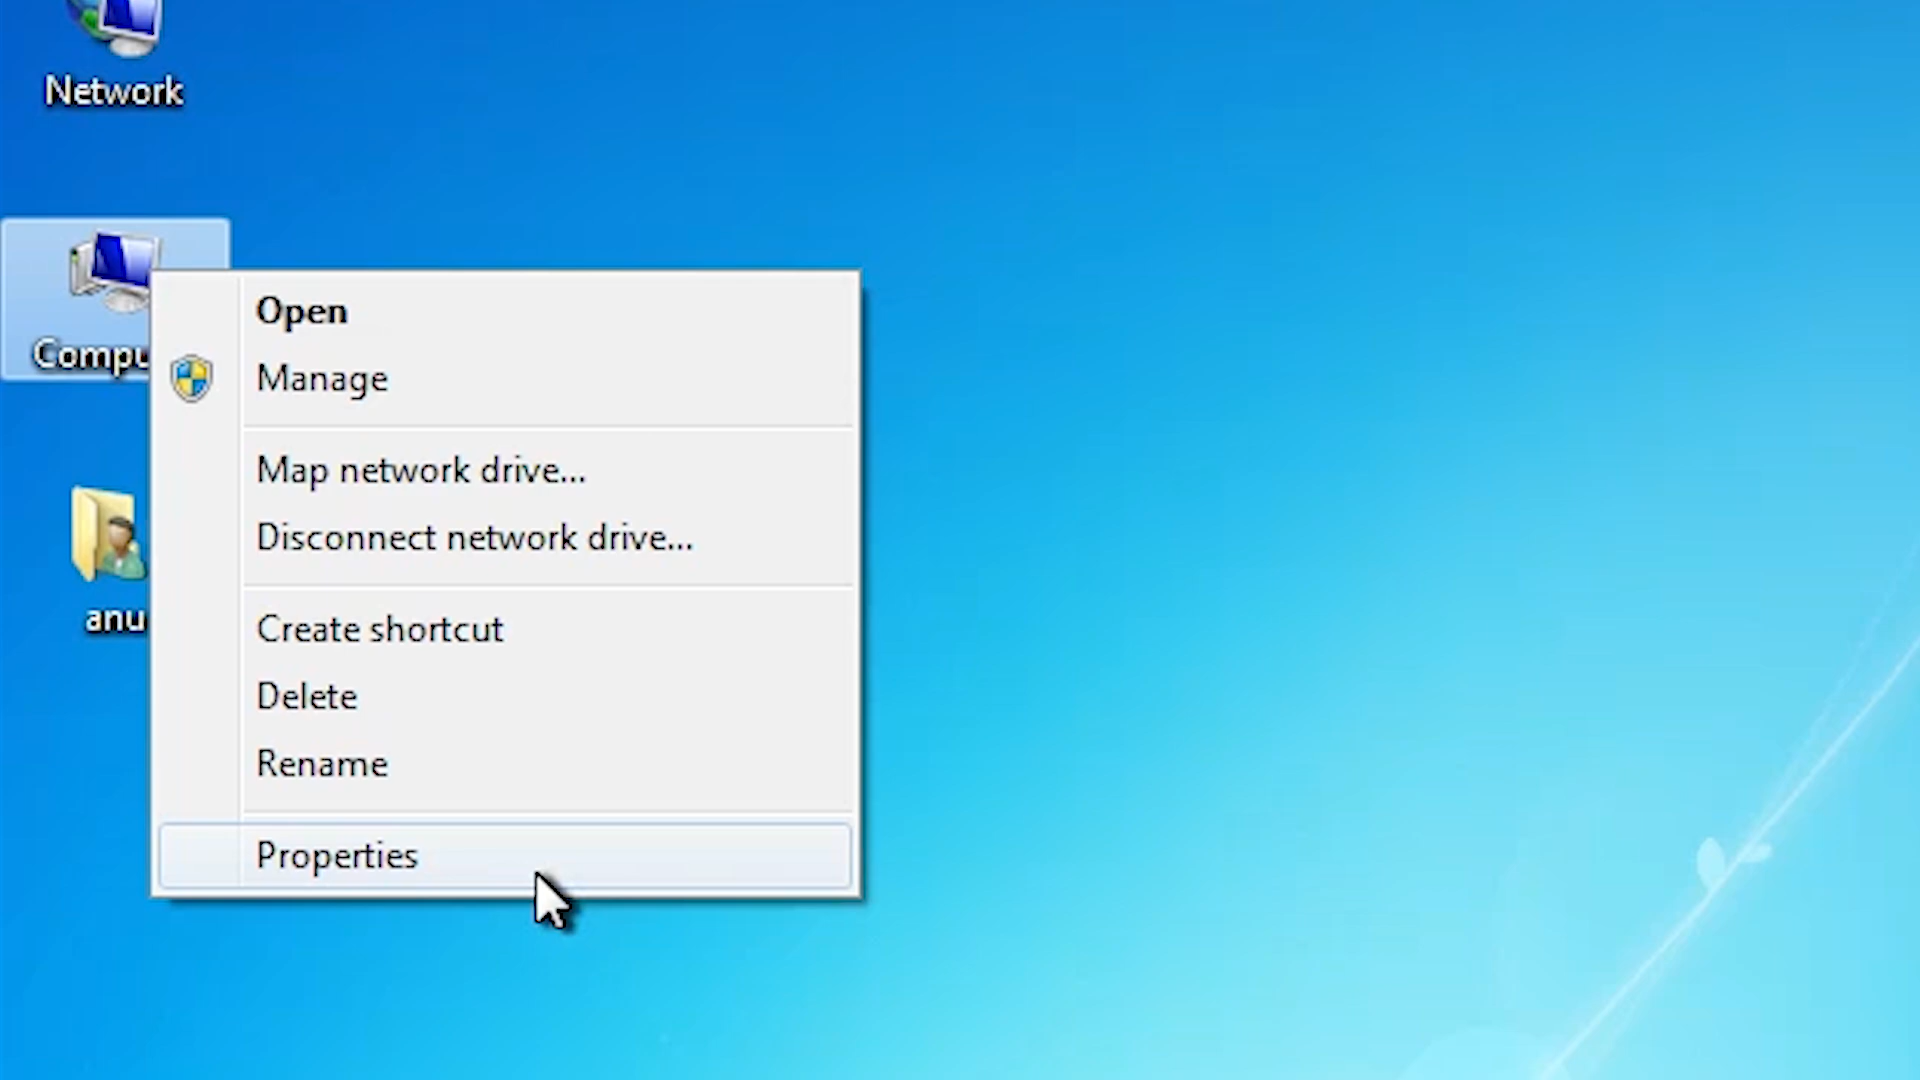 Network
Compu
anu
Open
Manage
Map network drive...
Disconnect network drive...
Create shortcut
Delete
Rename
Properties